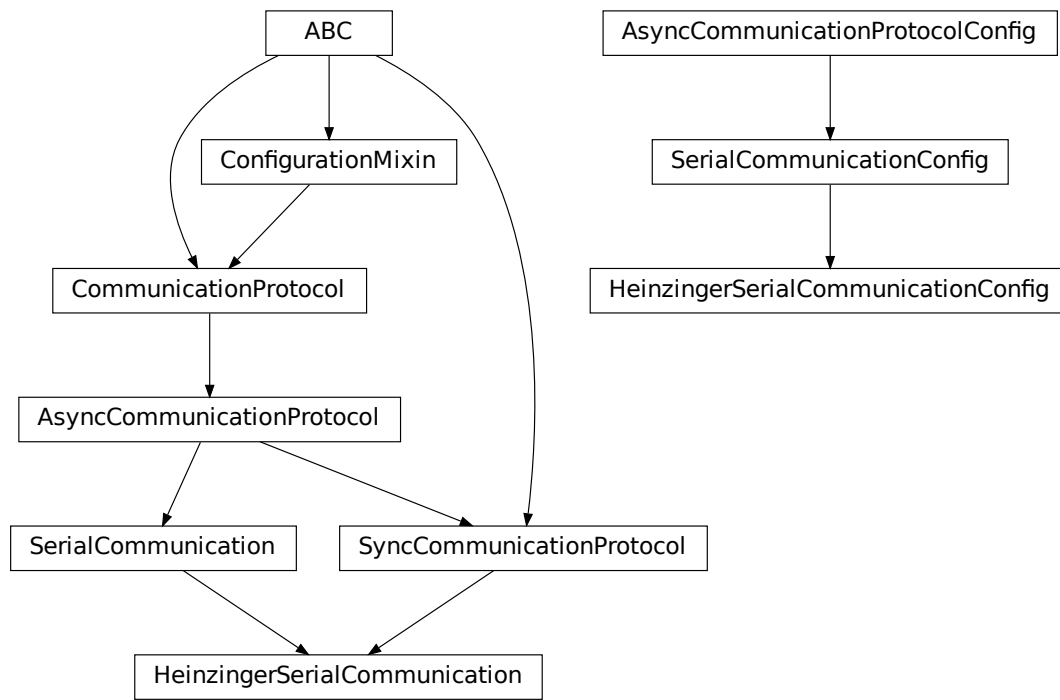 ABC
AsyncCommunicationProtocolConfig
ConfigurationMixin
SerialCommunicationConfig
CommunicationProtocol
HeinzingerSerialCommunicationConfig
AsyncCommunicationProtocol
SerialCommunication
SyncCommunicationProtocol
HeinzingerSerialCommunication